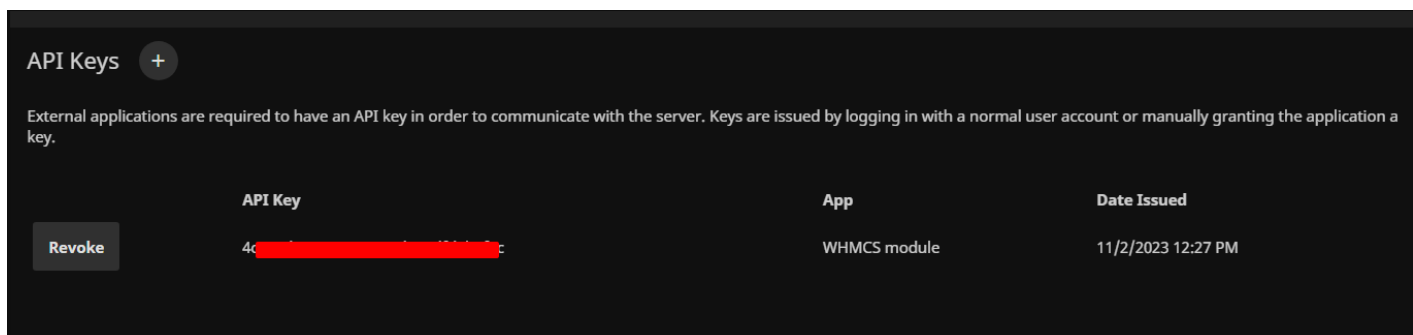 API Keys +
External applications are required to have an API key in order to communicate with the server. Keys are issued by logging in with a normal user account or manually granting the application a
key.
API Key App Date Issued
Revoke WHMCS module 11/2/2023 12:27 PM